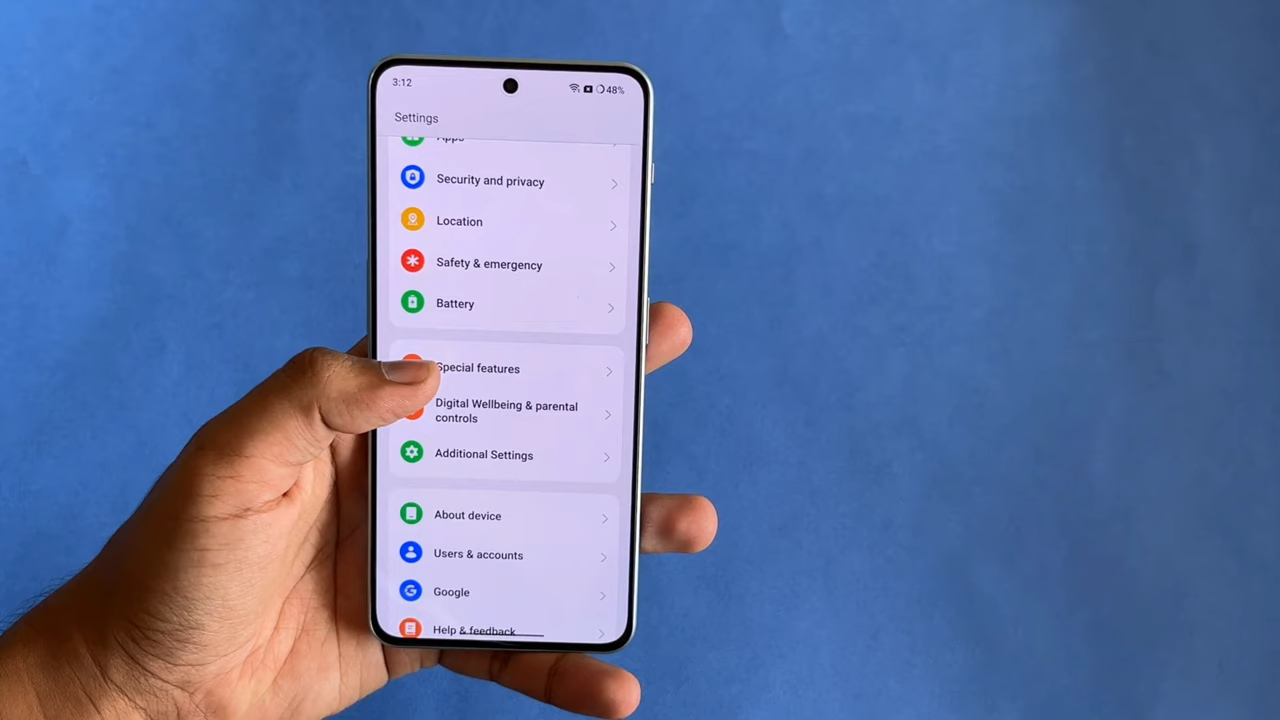 3:12
48%
Settings
Apps
Security and privacy
Location
Safety & emergency
Battery
Special features
Digital Wellbeing & parental
controls
Additional Settings
About device
Users & accounts
Google
Help & feedback